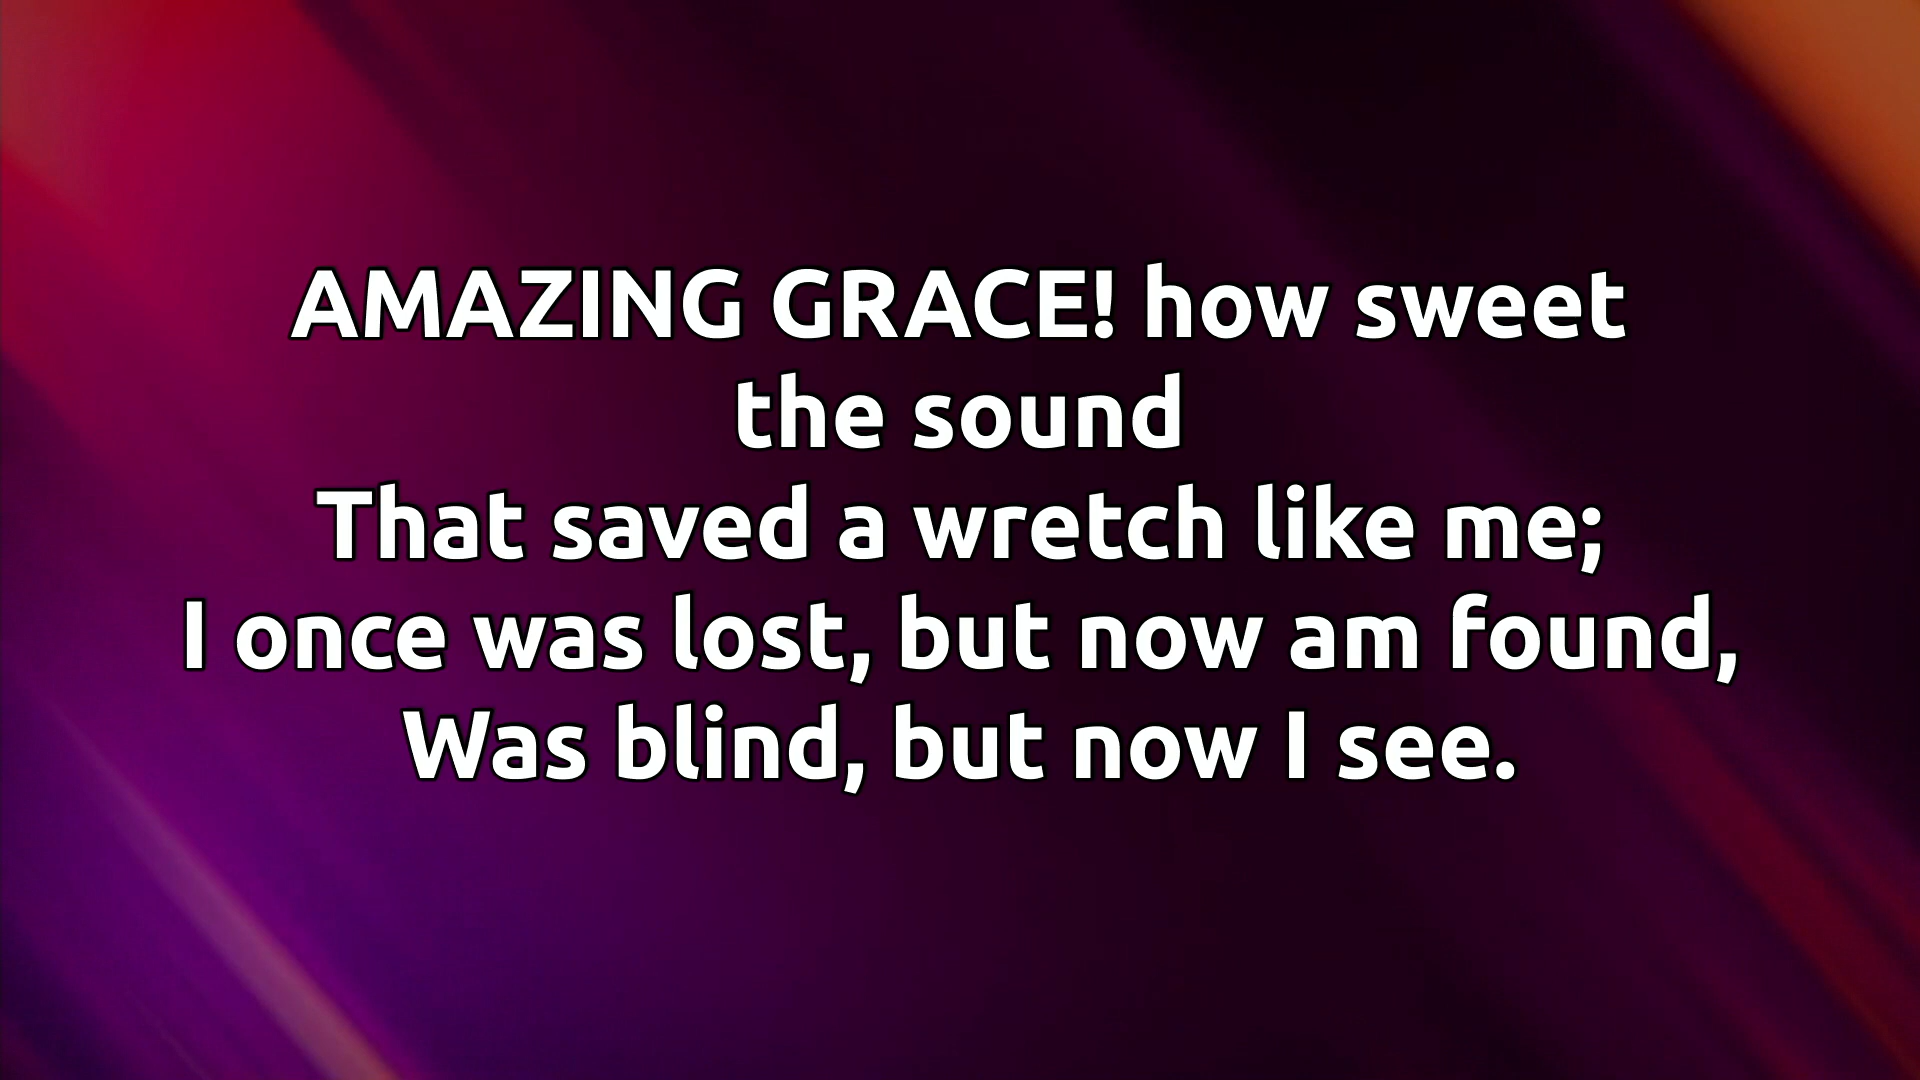 AMAZING GRACE! how sweet
the sound
That saved a wretch like me;
I once was lost, but now am found,
Was blind, but now I see.